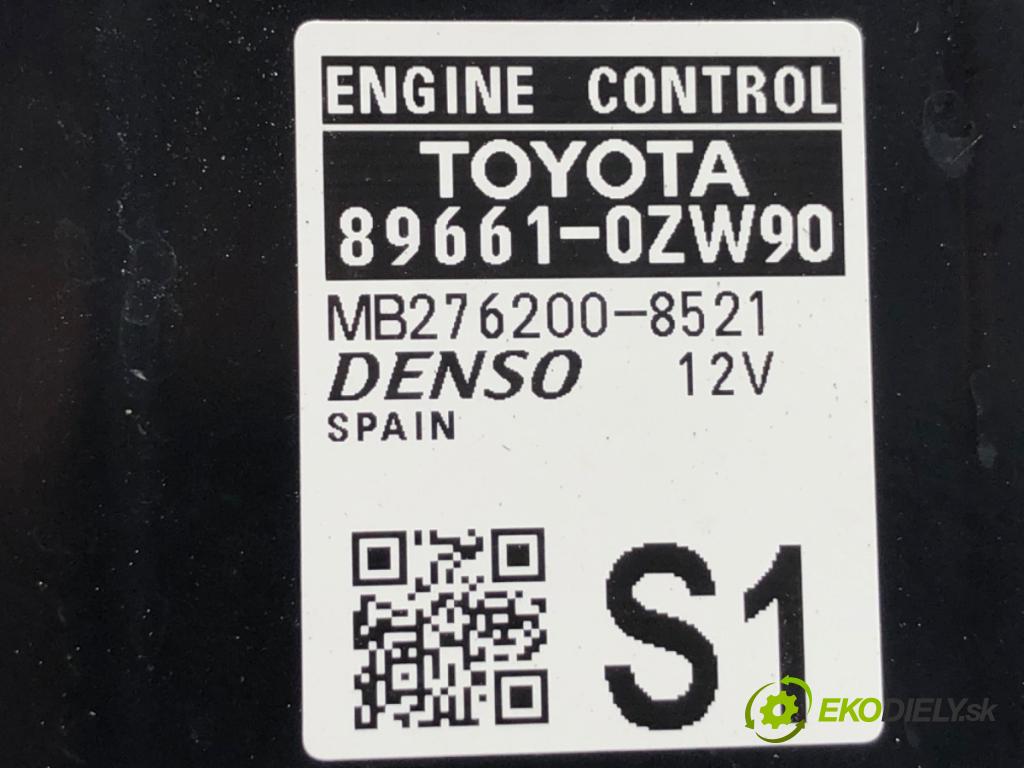 ENGINE CONTROL
TOYOTA
89661-0ZW90
MB276200-8521
DENSO 12V
SPAIN
S1
EKODIELY.sk